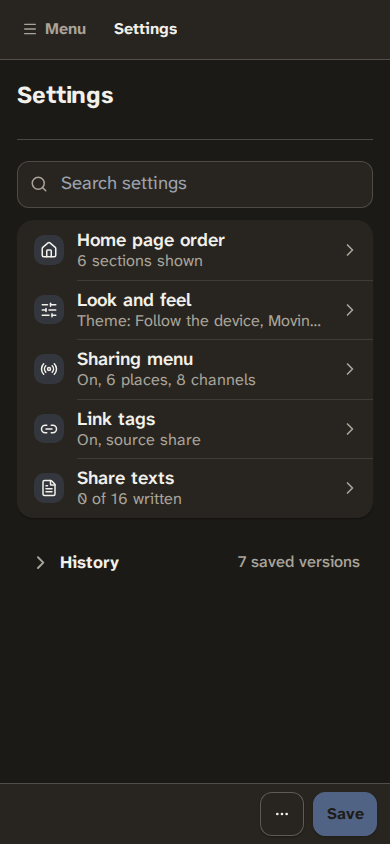 Menu
Settings
Settings
Search settings
Home page order
6 sections shown
Look and feel
Theme: Follow the device, Movin...
Sharing menu
On, 6 places, 8 channels
Link tags
On, source share
Share texts
0 of 16 written
History
7 saved versions
Save